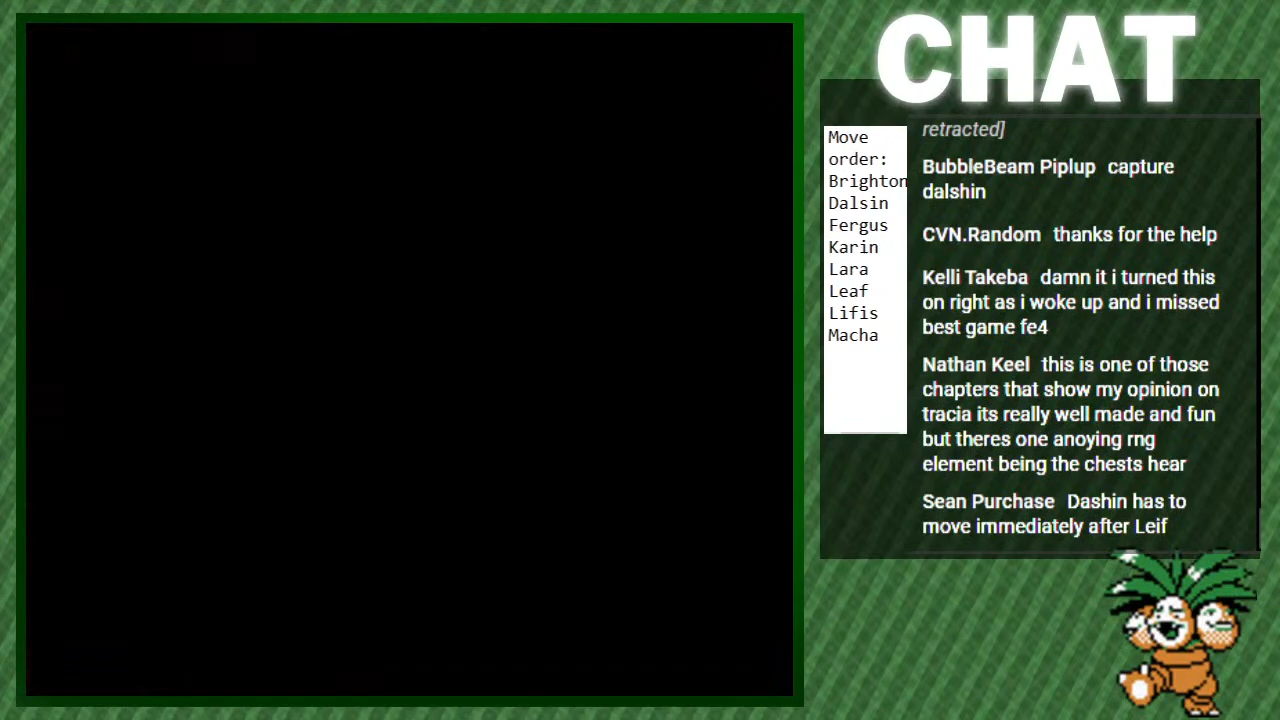 CHAT
Move
order:
Brighton
Dalsin
Fergus
Karin
Lara
Leaf
Lifis
Macha
retracted]
BubbleBeam Piplup capture
dalshin
CVN.Random thanks for the help
Kelli Takeba damn it i turned this
on right as i woke up and i missed
best game fe4
Nathan Keel this is one of those
chapters that show my opinion on
tracia its really well made and fun
but theres one anoying rng
element being the chests hear
Sean Purchase Dashin has to
move immediately after Leif